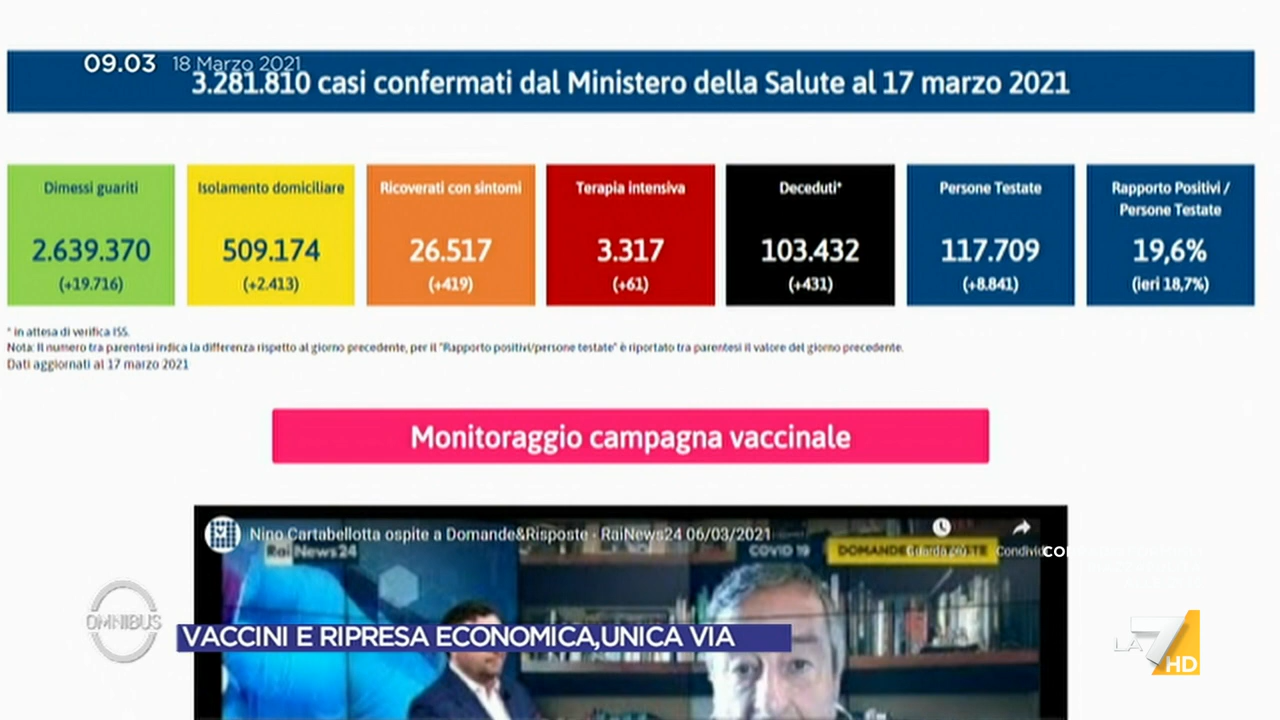 09.03 18 Marzo 2021
3.281.810 casi confermati dal Ministero della Salute al 17 marzo 2021
Dimessi guariti
2.639.370
(+19.716)
Isolamento domiciliare
509.174
(+2.413)
Ricoverati con sintomi
26.517
(+419)
Terapia intensiva
3.317
(+61)
Deceduti*
103.432
(+431)
Persone Testate
117.709
(+8.841)
Rapporto Positivi /
Persone Testate
19,6%
(ieri 18,7%)
* in attesa di verifica ISS.
Nota: Il numero tra parentesi indica la differenza rispetto al giorno precedente, per il "Rapporto positivi/persone testate" è riportato tra parentesi il valore del giorno precedente.
Dati aggiornati al 17 marzo 2021
Monitoraggio campagna vaccinale
Nino Cartabellotta ospite a Domande&Risposte - RaiNews24 06/03/2021
Rai News24
COVID 19
OMNIBUS
VACCINI E RIPRESA ECONOMICA,UNICA VIA
LA 7 HD